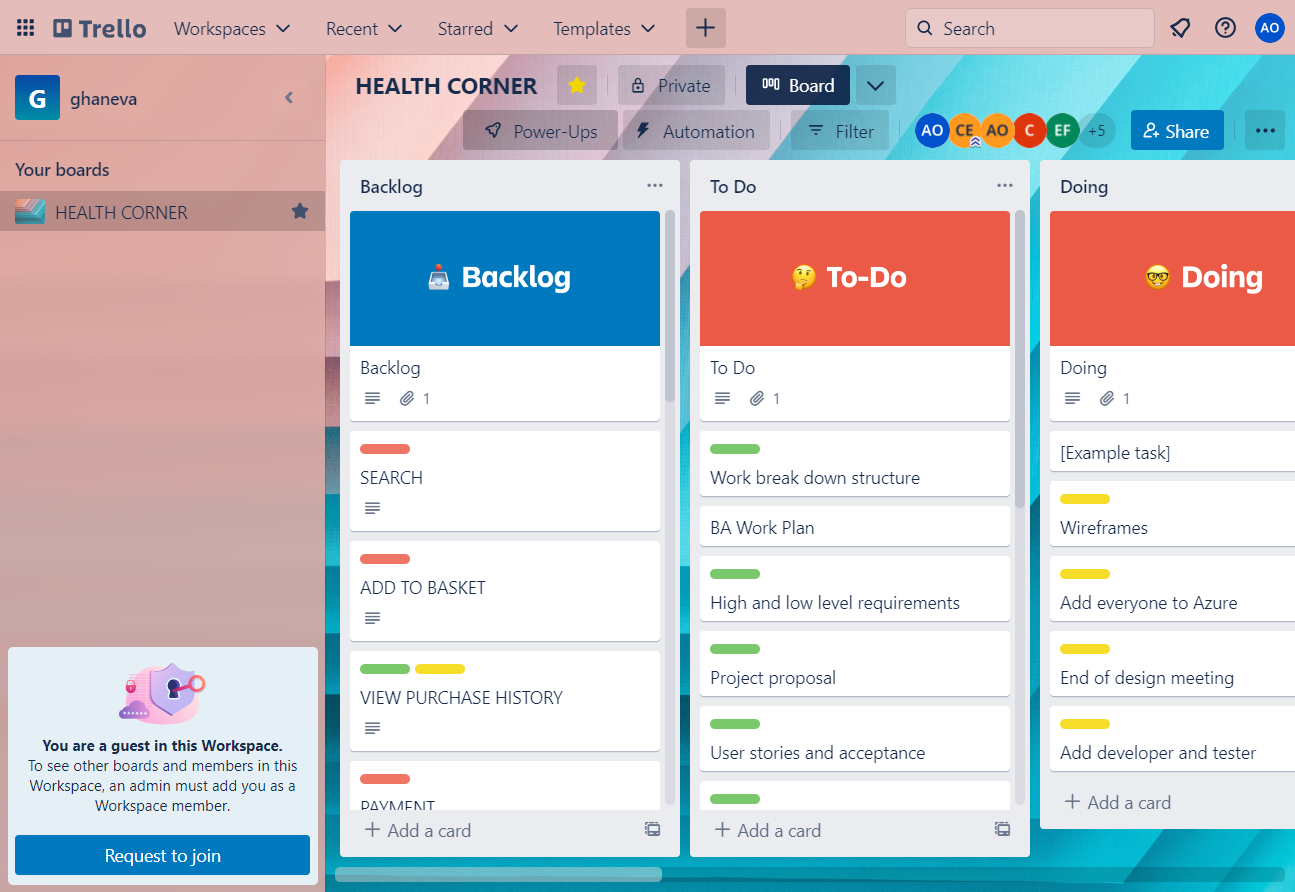 Trello Workspaces Recent Starred Templates Search AO
G ghaneva
Your boards
HEALTH CORNER
You are a guest in this Workspace.
To see other boards and members in this
Workspace, an admin must add you as a
Workspace member.
Request to join
HEALTH CORNER Private Board
Power-Ups Automation Filter AO CE AO C EF +5 Share
Backlog
Backlog
Backlog
1
SEARCH
ADD TO BASKET
VIEW PURCHASE HISTORY
PAYMENT
Add a card
To Do
To-Do
To Do
1
Work break down structure
BA Work Plan
High and low level requirements
Project proposal
User stories and acceptance
Add a card
Doing
Doing
Doing
1
[Example task]
Wireframes
Add everyone to Azure
End of design meeting
Add developer and tester
Add a card